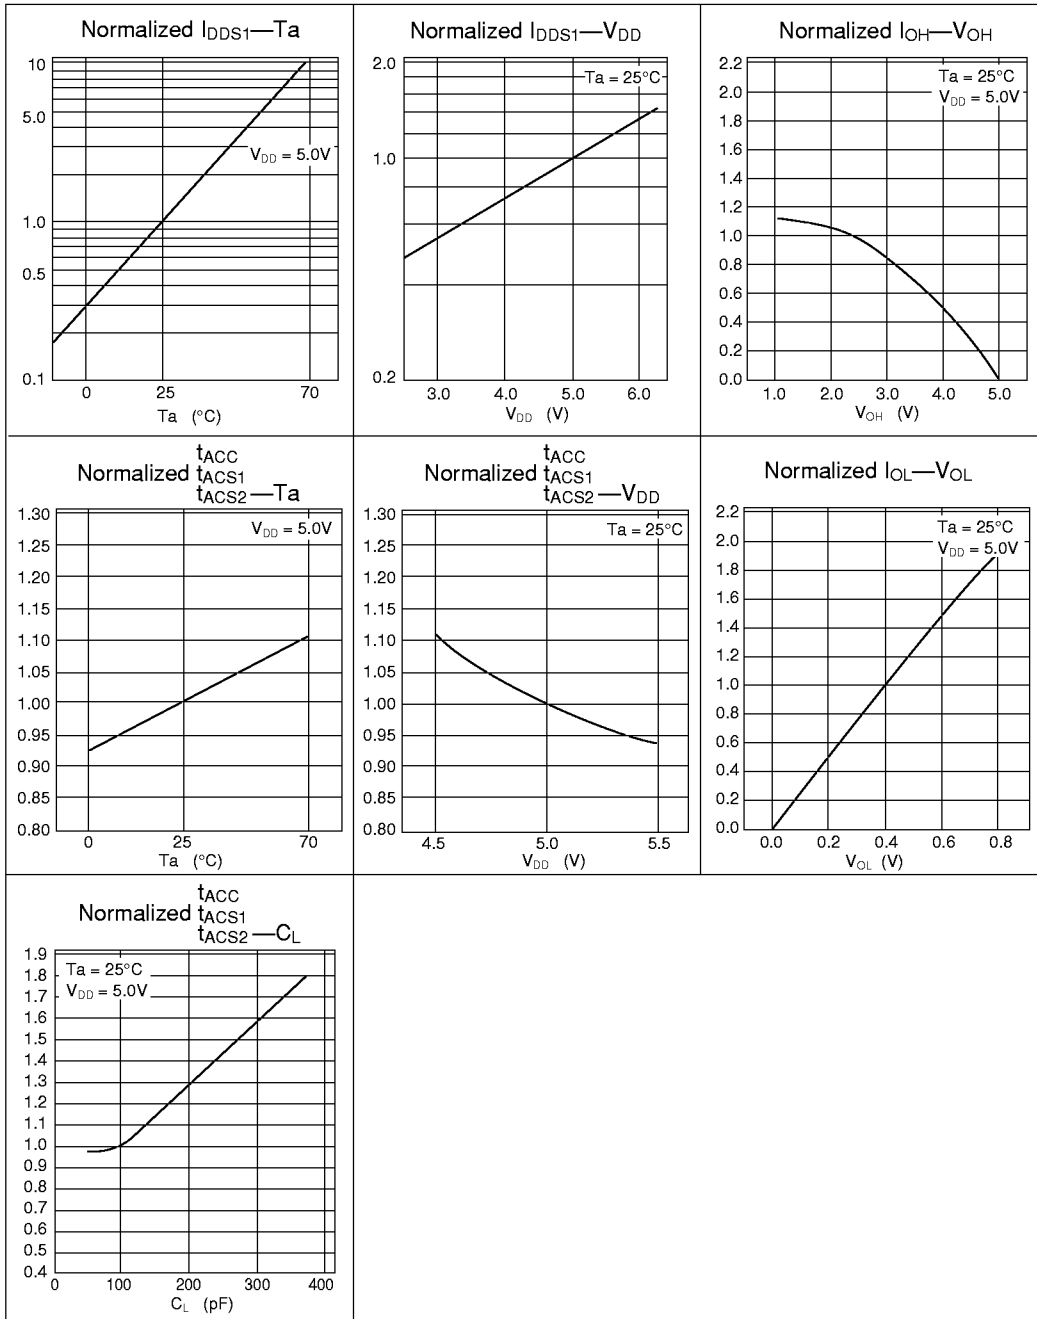 Normalized IDDS1—Ta
10
5.0
1.0
0.5
0.1
VDD = 5.0V
0 25 70
Ta (°C)
Normalized IDDS1—VDD
2.0
1.0
0.2
Ta = 25°C
3.0 4.0 5.0 6.0
VDD (V)
Normalized IOH—VOH
2.2
2.0
1.8
1.6
1.4
1.2
1.0
0.8
0.6
0.4
0.2
0.0
Ta = 25°C
VDD = 5.0V
1.0 2.0 3.0 4.0 5.0
VOH (V)
tACC
Normalized tACS1
tACS2—Ta
1.30
1.25
1.20
1.15
1.10
1.05
1.00
0.95
0.90
0.85
0.80
VDD = 5.0V
0 25 70
Ta (°C)
tACC
Normalized tACS1
tACS2—VDD
1.30
1.25
1.20
1.15
1.10
1.05
1.00
0.95
0.90
0.85
0.80
Ta = 25°C
4.5 5.0 5.5
VDD (V)
Normalized IOL—VOL
2.2
2.0
1.8
1.6
1.4
1.2
1.0
0.8
0.6
0.4
0.2
0.0
Ta = 25°C
VDD = 5.0V
0.0 0.2 0.4 0.6 0.8
VOL (V)
tACC
Normalized tACS1
tACS2—CL
1.9
1.8
1.7
1.6
1.5
1.4
1.3
1.2
1.1
1.0
0.9
0.8
0.7
0.6
0.5
0.4
Ta = 25°C
VDD = 5.0V
0 100 200 300 400
CL (pF)